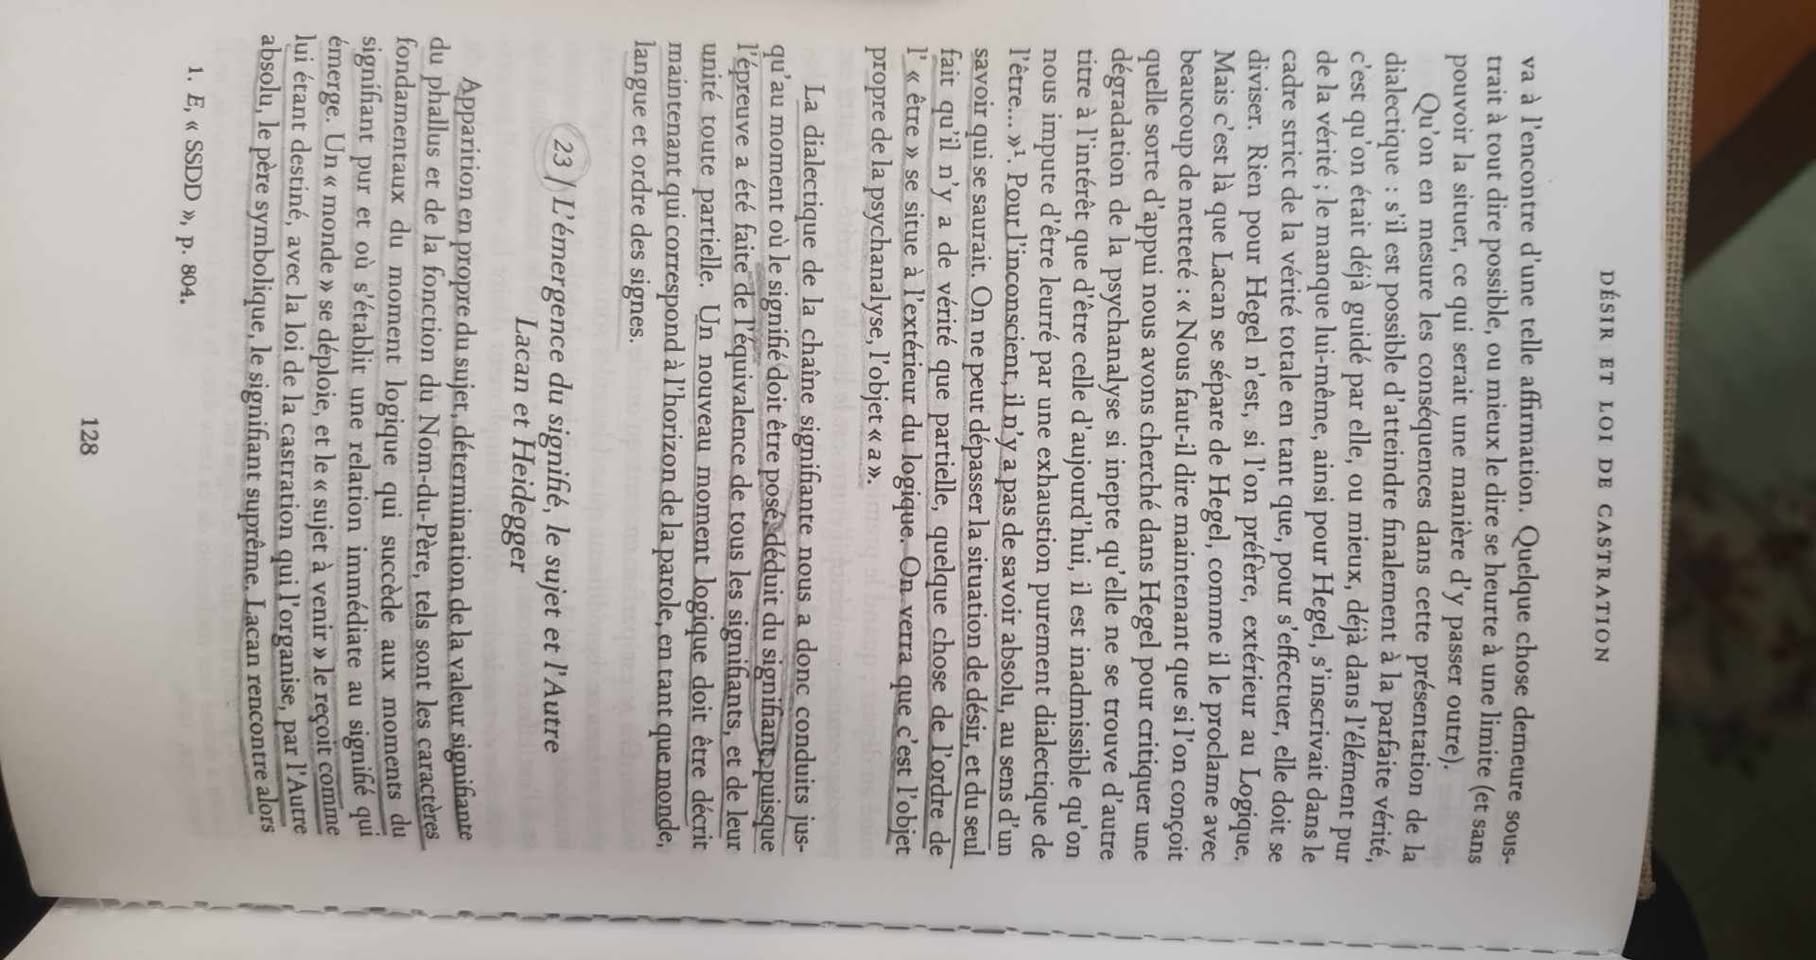 DÉSIR ET LOI DE CASTRATION
va à l'encontre d'une telle affirmation. Quelque chose demeure sous-
trait à tout dire possible, ou mieux le dire se heurte à une limite (et sans
pouvoir la situer, ce qui serait une manière d'y passer outre).
Qu'on en mesure les conséquences dans cette présentation de la
dialectique : s'il est possible d'atteindre finalement à la parfaite vérité,
c'est qu'on était déjà guidé par elle, ou mieux, déjà dans l'élément pur
de la vérité ; le manque lui-même, ainsi pour Hegel, s'inscrivait dans le
cadre strict de la vérité totale en tant que, pour s'effectuer, elle doit se
diviser. Rien pour Hegel n'est, si l'on préfère, extérieur au Logique.
Mais c'est là que Lacan se sépare de Hegel, comme il le proclame avec
beaucoup de netteté : « Nous faut-il dire maintenant que si l'on conçoit
quelle sorte d'appui nous avons cherché dans Hegel pour critiquer une
dégradation de la psychanalyse si inepte qu'elle ne se trouve d'autre
titre à l'intérêt que d'être celle d'aujourd'hui, il est inadmissible qu'on
nous impute d'être leurré par une exhaustion purement dialectique de
l'être... »¹. Pour l'inconscient, il n'y a pas de savoir absolu, au sens d'un
savoir qui se saurait. On ne peut dépasser la situation de désir, et du seul
fait qu'il n'y a de vérité que partielle, quelque chose de l'ordre de
l' « être » se situe à l'extérieur du logique. On verra que c'est l'objet
propre de la psychanalyse, l'objet « a ».
La dialectique de la chaîne signifiante nous a donc conduits jus-
qu'au moment où le signifié doit être posé, déduit du signifiant, puisque
l'épreuve a été faite de l'équivalence de tous les signifiants, et de leur
unité toute partielle. Un nouveau moment logique doit être décrit
maintenant qui correspond à l'horizon de la parole, en tant que monde,
langue et ordre des signes.
23 / L'émergence du signifié, le sujet et l'Autre
Lacan et Heidegger
Apparition en propre du sujet, détermination de la valeur signifiante
du phallus et de la fonction du Nom-du-Père, tels sont les caractères
fondamentaux du moment logique qui succède aux moments du
signifiant pur et où s'établit une relation immédiate au signifié qui
émerge. Un « monde » se déploie, et le « sujet à venir » le reçoit comme
lui étant destiné, avec la loi de la castration qui l'organise, par l'Autre
absolu, le père symbolique, le signifiant suprême. Lacan rencontre alors
1. E, « SSDD », p. 804.
128